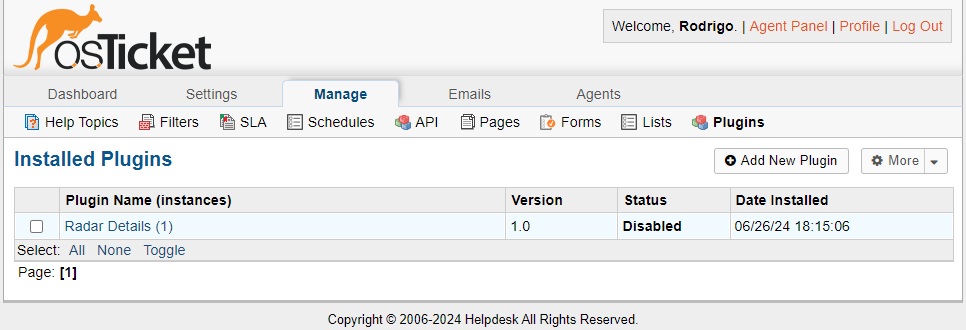 osTicket
Welcome, Rodrigo. | Agent Panel | Profile | Log Out
Dashboard Settings Manage Emails Agents
Help Topics Filters SLA Schedules API Pages Forms Lists Plugins
Installed Plugins Add New Plugin More
Plugin Name (instances) Version Status Date Installed
Radar Details (1) 1.0 Disabled 06/26/24 18:15:06
Select: All None Toggle
Page: [1]
Copyright © 2006-2024 Helpdesk All Rights Reserved.